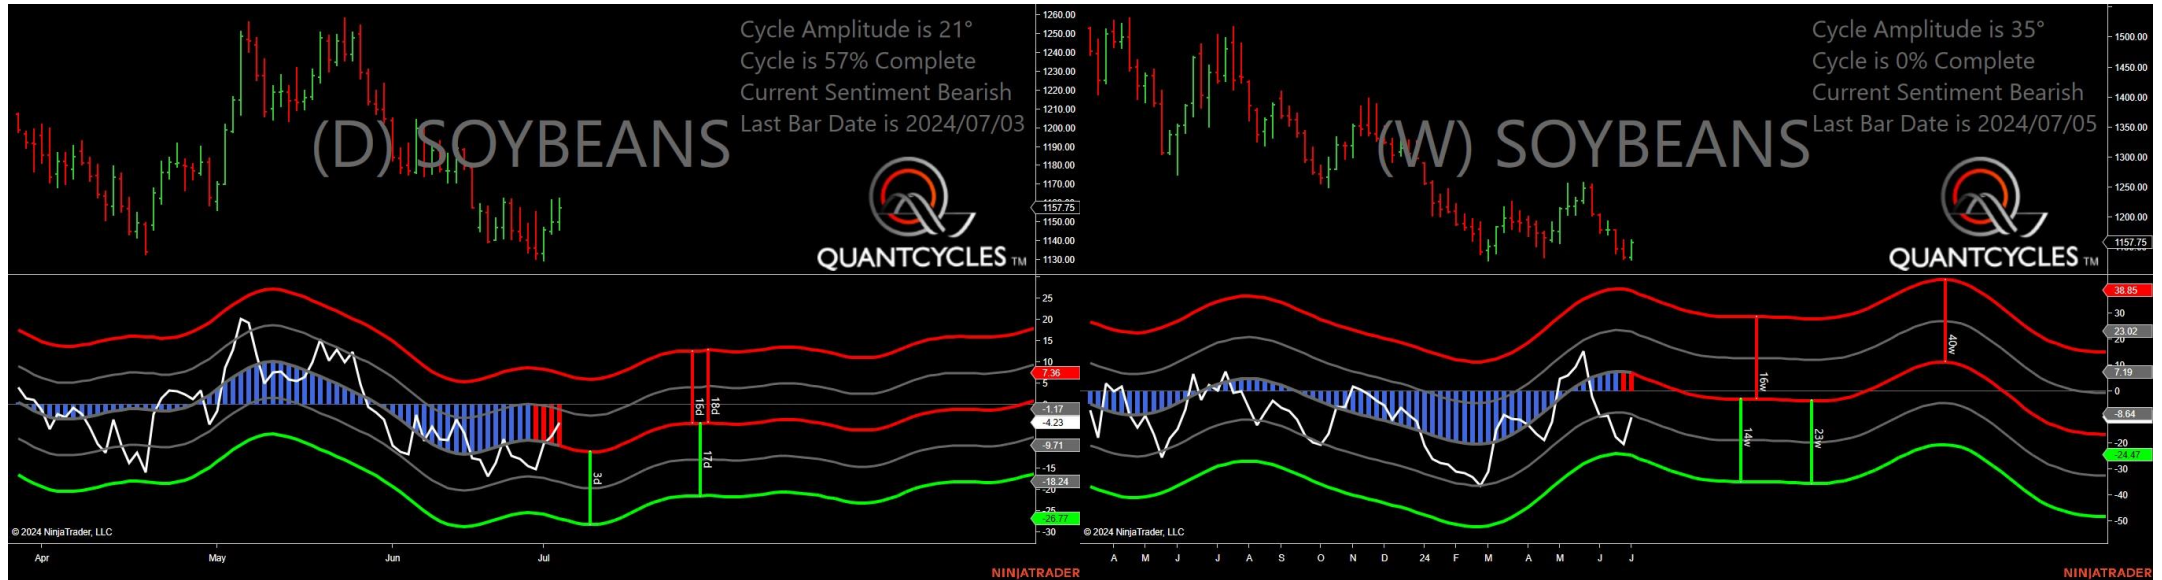 Cycle Amplitude is 21°
Cycle is 57% Complete
Current Sentiment Bearish
Last Bar Date is 2024/07/03
(D) SOYBEANS
QUANTCYCLES TM
1260.00
1250.00
1240.00
1230.00
1220.00
1210.00
1200.00
1190.00
1180.00
1170.00
1157.75
1150.00
1140.00
1130.00
25
20
15
10
7.36
5
-1.17
-4.23
-9.71
-15
-18.24
-20
-25
-26.77
-30
3d
16d
18d
17d
© 2024 NinjaTrader, LLC
Apr May Jun Jul
NINJATRADER
Cycle Amplitude is 35°
Cycle is 0% Complete
Current Sentiment Bearish
Last Bar Date is 2024/07/05
(W) SOYBEANS
QUANTCYCLES TM
1500.00
1450.00
1400.00
1350.00
1300.00
1250.00
1200.00
1157.75
38.85
30
23.02
20
10
7.19
0
-8.64
-20
-24.47
-30
-40
-50
16w
14w
23w
40w
© 2024 NinjaTrader, LLC
A M J J A S O N D 24 F M A M J J
NINJATRADER